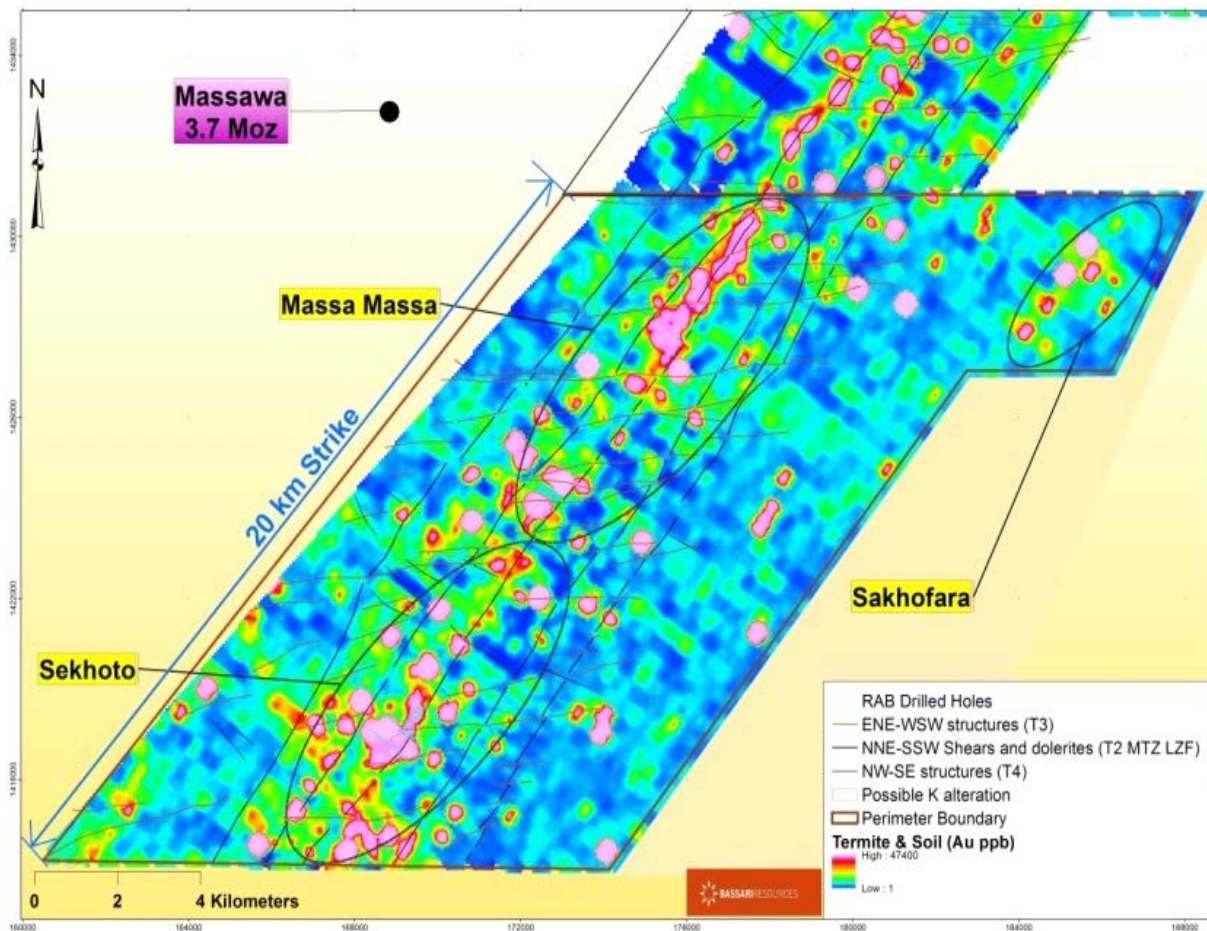 1434000
Massawa
3.7 Moz
N
1430000
Massa Massa
1426000
20 km Strike
1422000
Sakhofara
Sekhoto
RAB Drilled Holes
ENE-WSW structures (T3)
NNE-SSW Shears and dolerites (T2 MTZ LZF)
NW-SE structures (T4)
Possible K alteration
Perimeter Boundary
Termite & Soil (Au ppb)
High : 47400
Low : 1
1418000
0 2 4 Kilometers
BASSARI RESOURCES
160000 164000 168000 172000 176000 180000 184000 188000